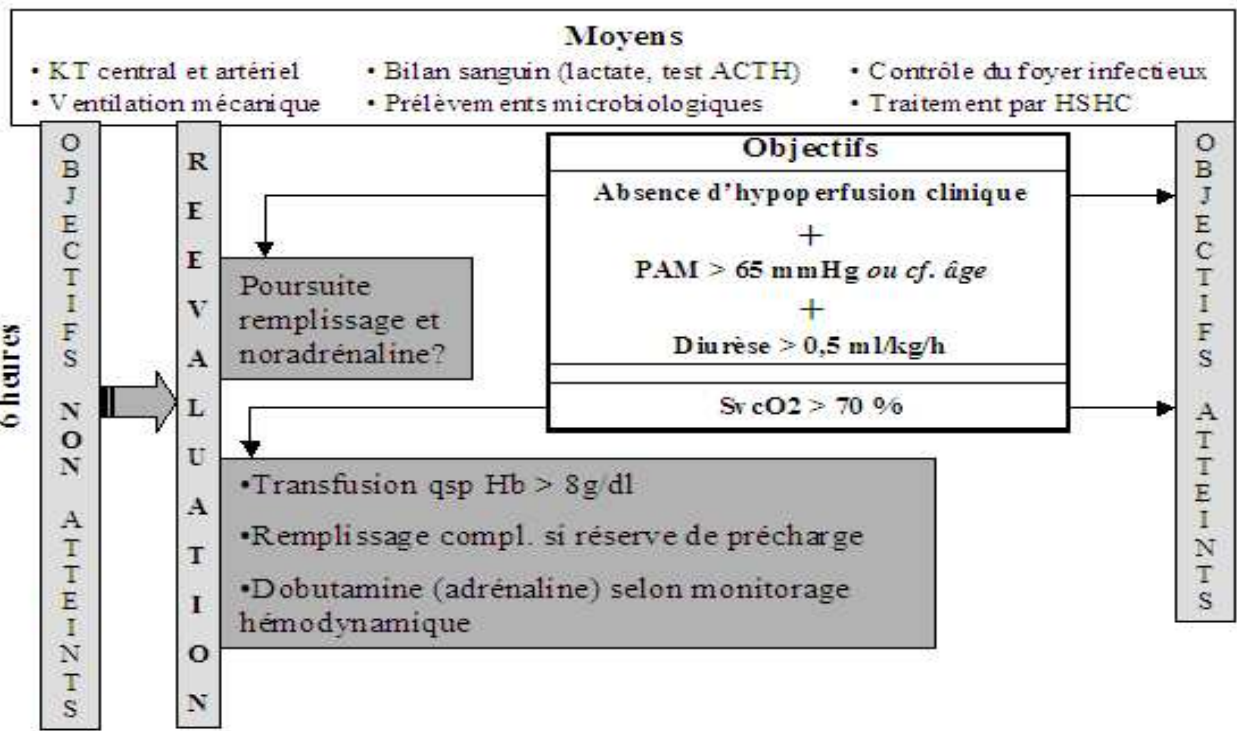 Moyens
• KT central et artériel • Bilan sanguin (lactate, test ACTH) • Contrôle du foyer infectieux
• Ventilation mécanique • Prélèvements microbiologiques • Traitement par HSHC
6 heures
OBJECTIFS NON ATTEINTS
REEVALUATION
Objectifs
Absence d'hypoperfusion clinique
+
PAM > 65 mmHg ou cf. âge
+
Diurèse > 0,5 ml/kg/h
SvcO2 > 70 %
Poursuite
remplissage et
noradrénaline?
•Transfusion qsp Hb > 8g/dl
•Remplissage compl. si réserve de précharge
•Dobutamine (adrénaline) selon monitorage
hémodynamique
OBJECTIFS ATTEINTS